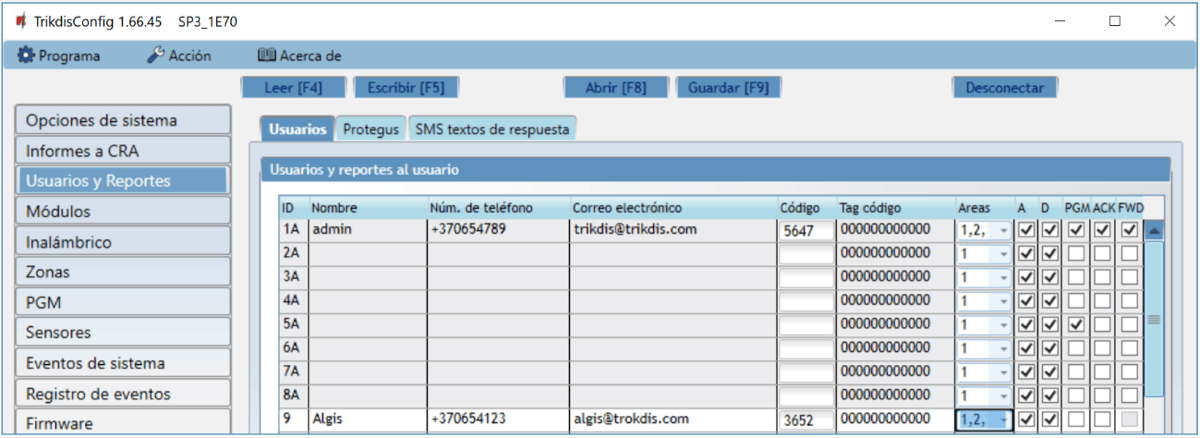 TrikdisConfig 1.66.45 SP3_1E70
Programa Acción Acerca de
Leer [F4] Escribir [F5] Abrir [F8] Guardar [F9] Desconectar
Opciones de sistema
Informes a CRA
Usuarios y Reportes
Módulos
Inalámbrico
Zonas
PGM
Sensores
Eventos de sistema
Registro de eventos
Firmware
Usuarios Protegus SMS textos de respuesta
Usuarios y reportes al usuario
ID Nombre Núm. de teléfono Correo electrónico Código Tag código Areas A D PGM ACK FWD
1A admin +370654789 trikdis@trikdis.com 5647 000000000000 1,2,
2A 000000000000 1
3A 000000000000 1
4A 000000000000 1
5A 000000000000 1
6A 000000000000 1
7A 000000000000 1
8A 000000000000 1
9 Algis +370654123 algis@trokdis.com 3652 000000000000 1,2,